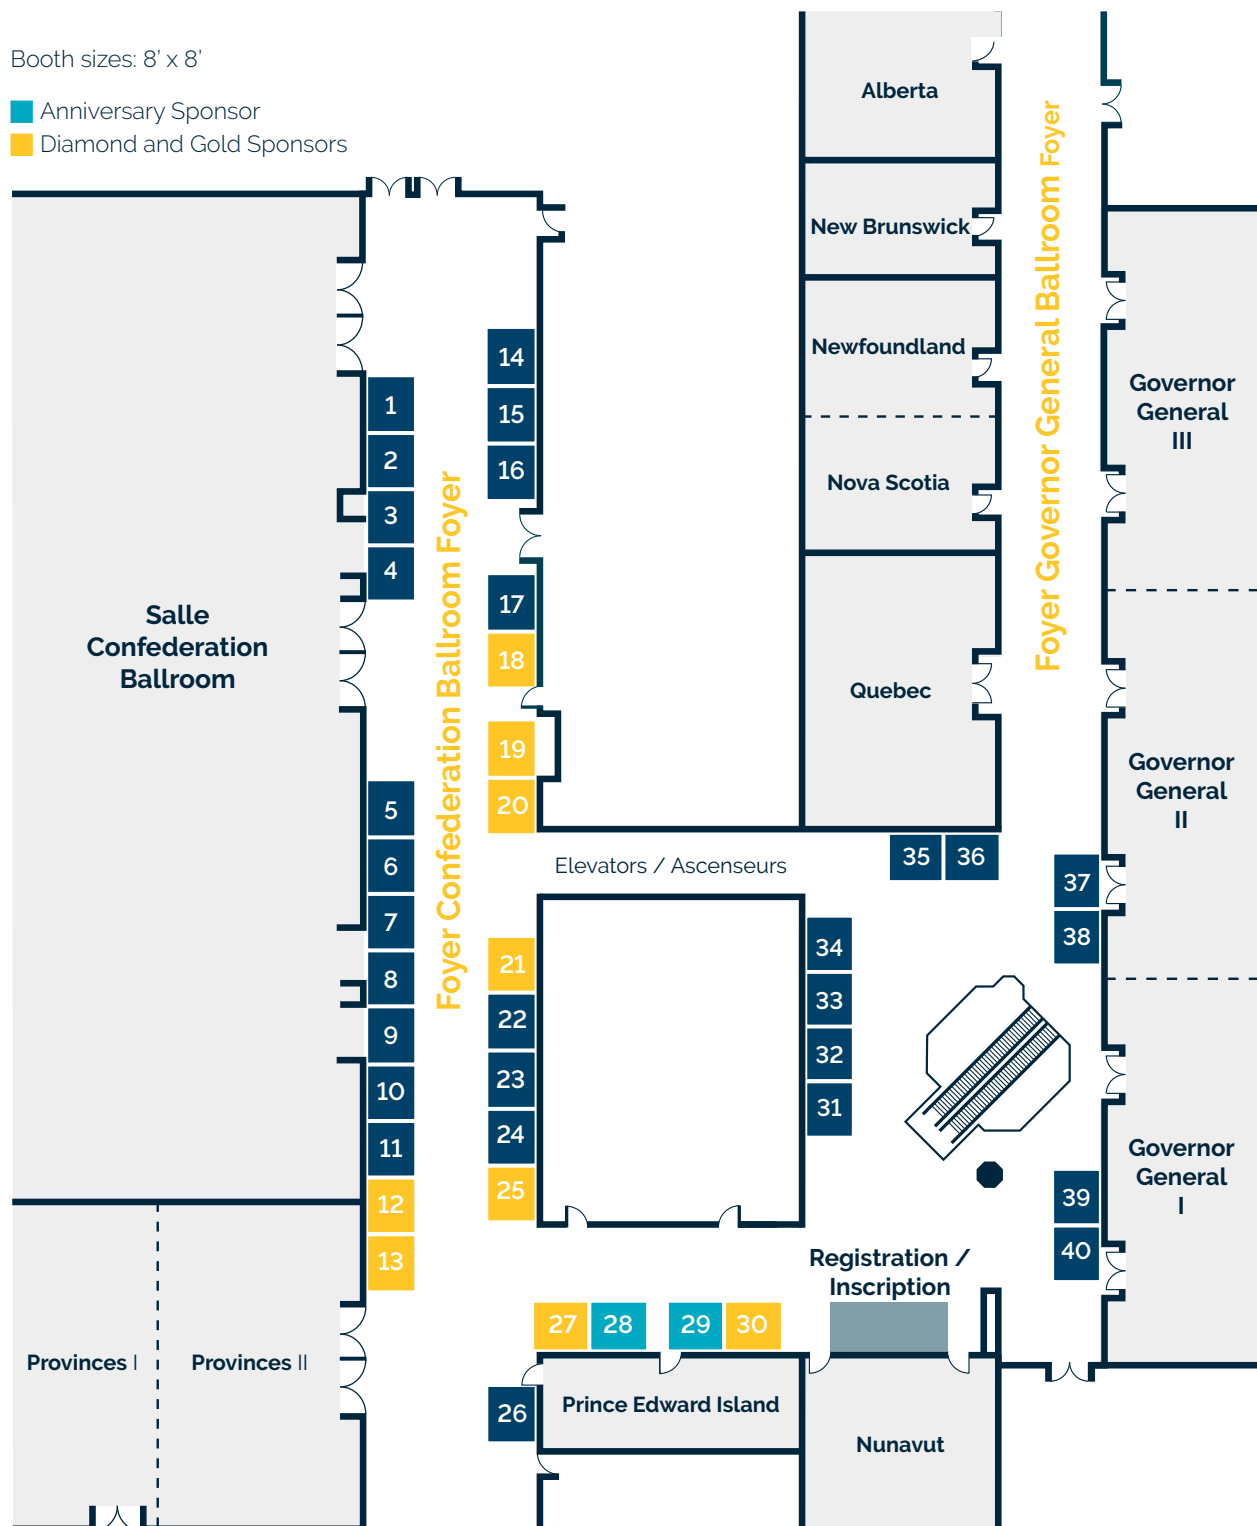 Booth sizes: 8’ x 8’
Anniversary Sponsor
Diamond and Gold Sponsors
Alberta
New Brunswick
Newfoundland
Nova Scotia
Quebec
Foyer Governor General Ballroom Foyer
Governor
General
III
Governor
General
II
Governor
General
I
Salle
Confederation
Ballroom
Foyer Confederation Ballroom Foyer
1
2
3
4
5
6
7
8
9
10
11
12
13
14
15
16
17
18
19
20
Elevators / Ascenseurs
21
22
23
24
25
35
36
34
33
32
31
37
38
39
40
Registration /
Inscription
27
28
29
30
26
Prince Edward Island
Nunavut
Provinces I
Provinces II